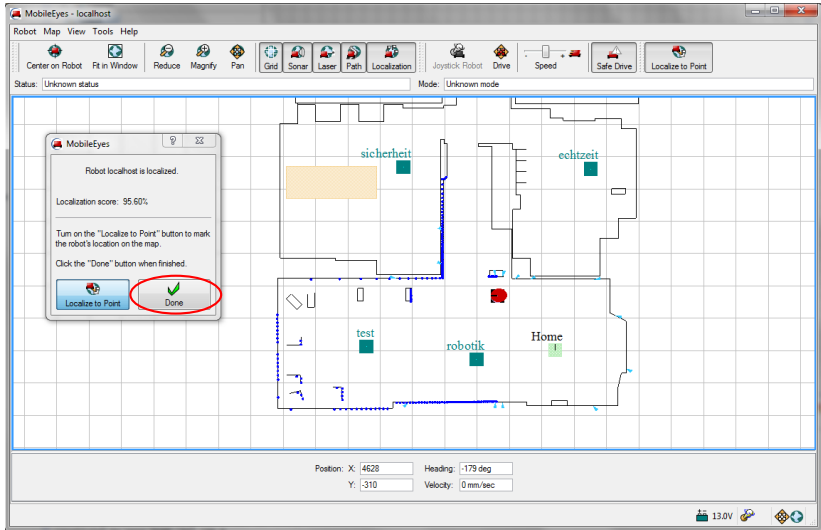 MobileEyes - localhost
Robot Map View Tools Help
Center on Robot Fit in Window Reduce Magnify Pan Grid Sonar Laser Path Localization Joystick Robot Drive Speed Safe Drive Localize to Point
Status: Unknown status Mode: Unknown mode
MobileEyes
Robot localhost is localized.
Localization score: 95.60%
Turn on the "Localize to Point" button to mark
the robot's location on the map.
Click the "Done" button when finished.
Localize to Point Done
sicherheit
echtzeit
test
robotik
Home
Position: X: 4628 Heading: -179 deg
Y: -310 Velocity: 0 mm/sec
13.0V